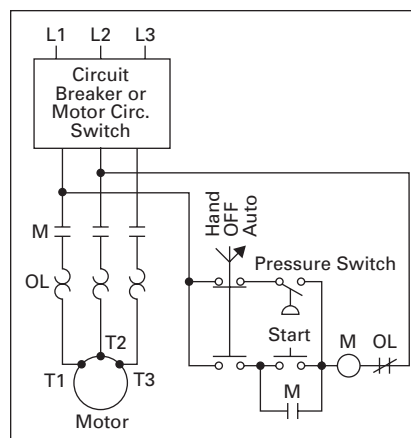 L1 L2 L3
Circuit
Breaker or
Motor Circ.
Switch
Hand
OFF
Auto
M
OL
Pressure Switch
Start
M OL
T2
T1 T3
M
Motor